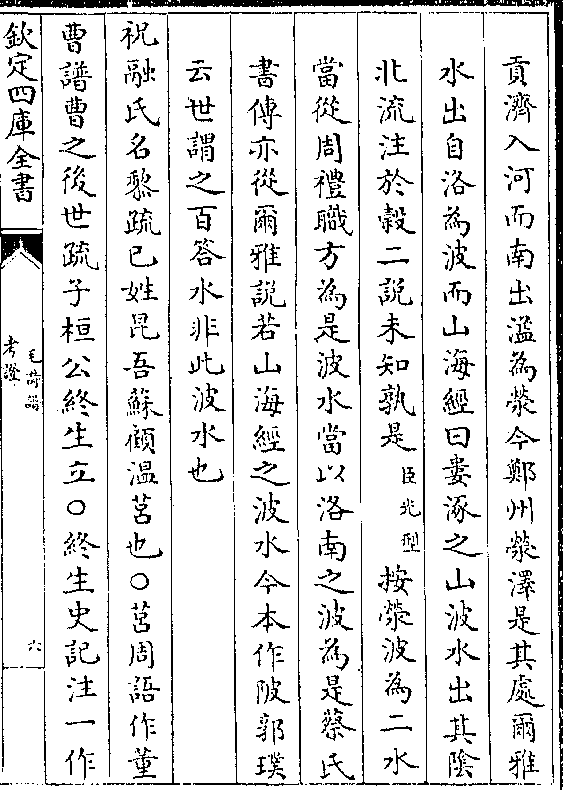 貢濟入河而南出溢為滎今鄭州滎澤是其處爾雅
水出自洛為波而山海經曰婁涿之山波水出其陰
北流注於穀二說未知孰是臣光型按滎波為二水
當從周禮職方為是波水當以洛南之波為是蔡氏
書傳亦從爾雅說若山海經之波水今本作陂郭璞
云世謂之百答水非此波水也
祝融氏名黎疏已姓昆吾蘇顧溫莒也○莒周語作董
曹譜曹之後世疏子桓公終生立○終生史記注一作
欽定四庫全書
毛詩譜
考證
六